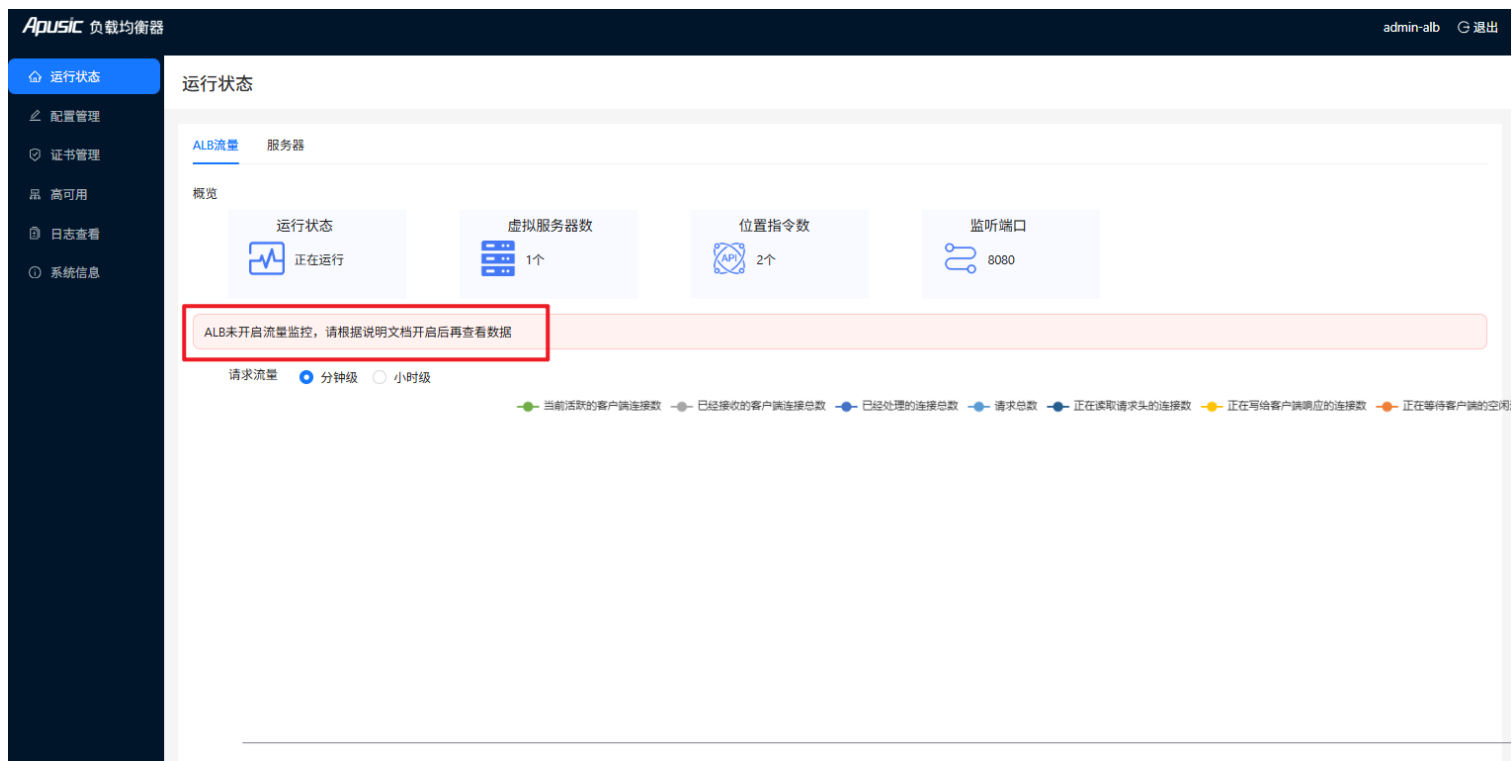 Apusic 负载均衡器
admin-alb 退出
运行状态
配置管理
证书管理
高可用
日志查看
系统信息
运行状态
ALB流量 服务器
概览
运行状态 虚拟服务器数 位置指令数 监听端口
正在运行 1个 API 2个 8080
ALB未开启流量监控，请根据说明文档开启后再查看数据
请求流量 分钟级 小时级
当前活跃的客户端连接数 已经接收的客户端连接总数 已经处理的连接总数 请求总数 正在读取请求头的连接数 正在写给客户端响应的连接数 正在等待客户端的空闲